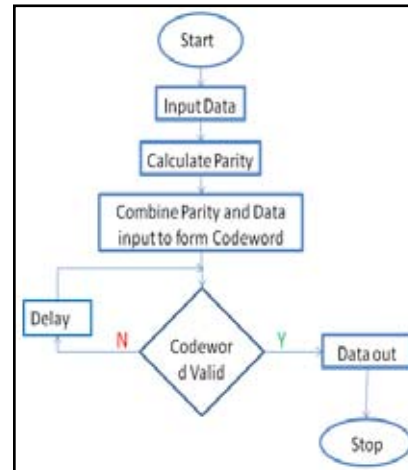 Start
Input Data
Calculate Parity
Combine Parity and Data
input to form Codeword
Delay
N
Codewor
d Valid
Y
Data out
Stop